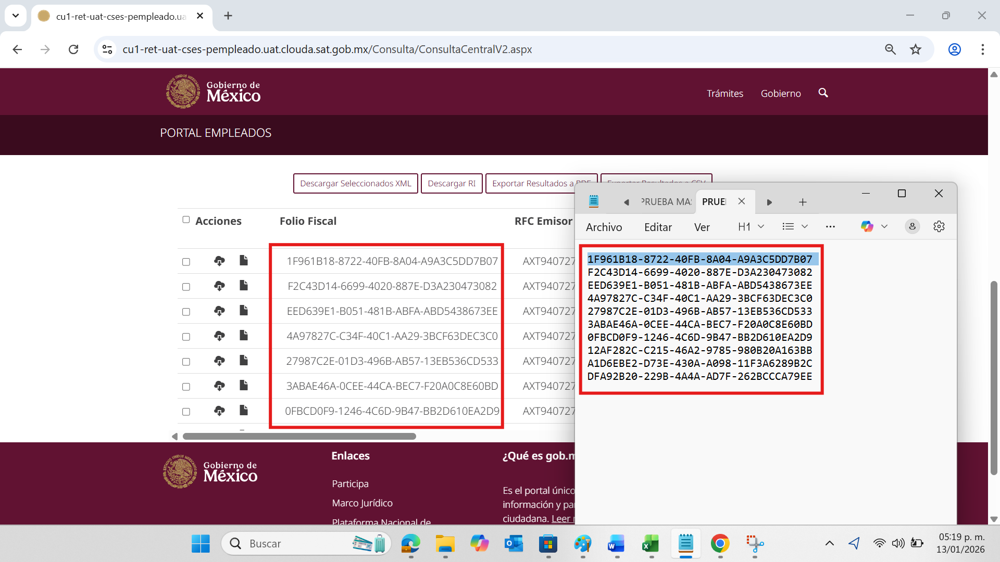 cu1-ret-uat-cses-pempleado.ua
cu1-ret-uat-cses-pempleado.uat.clouda.sat.gob.mx/Consulta/ConsultaCentralV2.aspx
Gobierno de
México
Trámites
Gobierno
PORTAL EMPLEADOS
Descargar Seleccionados XML
Descargar RI
Exportar Resultados a PDF
Exportar Resultados a CSV
Acciones
Folio Fiscal
RFC Emisor
1F961B18-8722-40FB-8A04-A9A3C5DD7B07 AXT940727
F2C43D14-6699-4020-887E-D3A230473082 AXT940727
EED639E1-B051-481B-ABFA-ABD5438673EE AXT940727
4A97827C-C34F-40C1-AA29-3BCF63DEC3C0 AXT940727
27987C2E-01D3-496B-AB57-13EB536CD533 AXT940727
3ABAE46A-0CEE-44CA-BEC7-F20A0C8E60BD AXT940727
0FBCD0F9-1246-4C6D-9B47-BB2D610EA2D9 AXT940727
PRUEBA MAS
PRUE
Archivo
Editar
Ver
H1
1F961B18-8722-40FB-8A04-A9A3C5DD7B07
F2C43D14-6699-4020-887E-D3A230473082
EED639E1-B051-481B-ABFA-ABD5438673EE
4A97827C-C34F-40C1-AA29-3BCF63DEC3C0
27987C2E-01D3-496B-AB57-13EB536CD533
3ABAE46A-0CEE-44CA-BEC7-F20A0C8E60BD
0FBCD0F9-1246-4C6D-9B47-BB2D610EA2D9
12AF282C-C215-46A2-9785-980B20A163BB
A1D6EBE2-D73E-430A-A098-11F3A6289B2C
DFA92B20-229B-4A4A-AD7F-262BCCCA79EE
Gobierno de
México
Enlaces
Participa
Marco Jurídico
Plataforma Nacional de
¿Qué es gob.m
Es el portal único
información y pa
ciudadana. Leer
Buscar
05:19 p. m.
13/01/2026